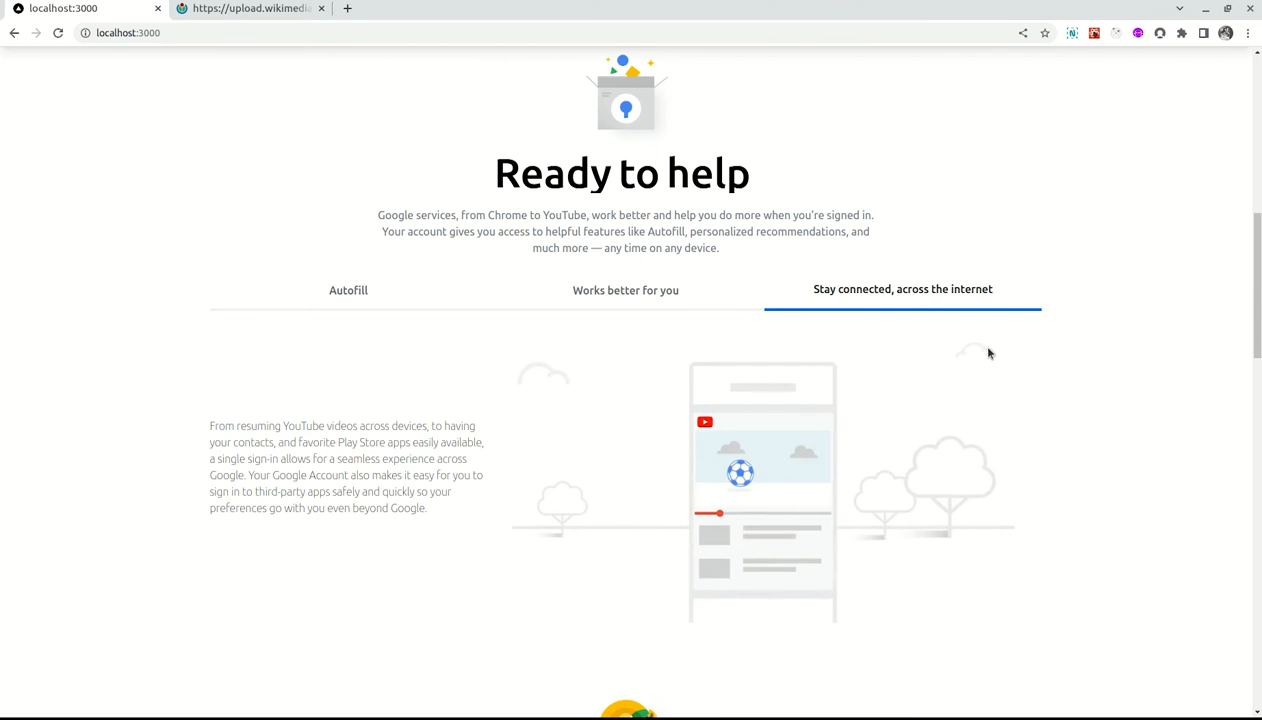 localhost:3000
https://upload.wikimedia
localhost:3000
Ready to help
Google services, from Chrome to YouTube, work better and help you do more when you're signed in.
Your account gives you access to helpful features like Autofill, personalized recommendations, and
much more — any time on any device.
Autofill
Works better for you
Stay connected, across the internet
From resuming YouTube videos across devices, to having
your contacts, and favorite Play Store apps easily available,
a single sign-in allows for a seamless experience across
Google. Your Google Account also makes it easy for you to
sign in to third-party apps safely and quickly so your
preferences go with you even beyond Google.